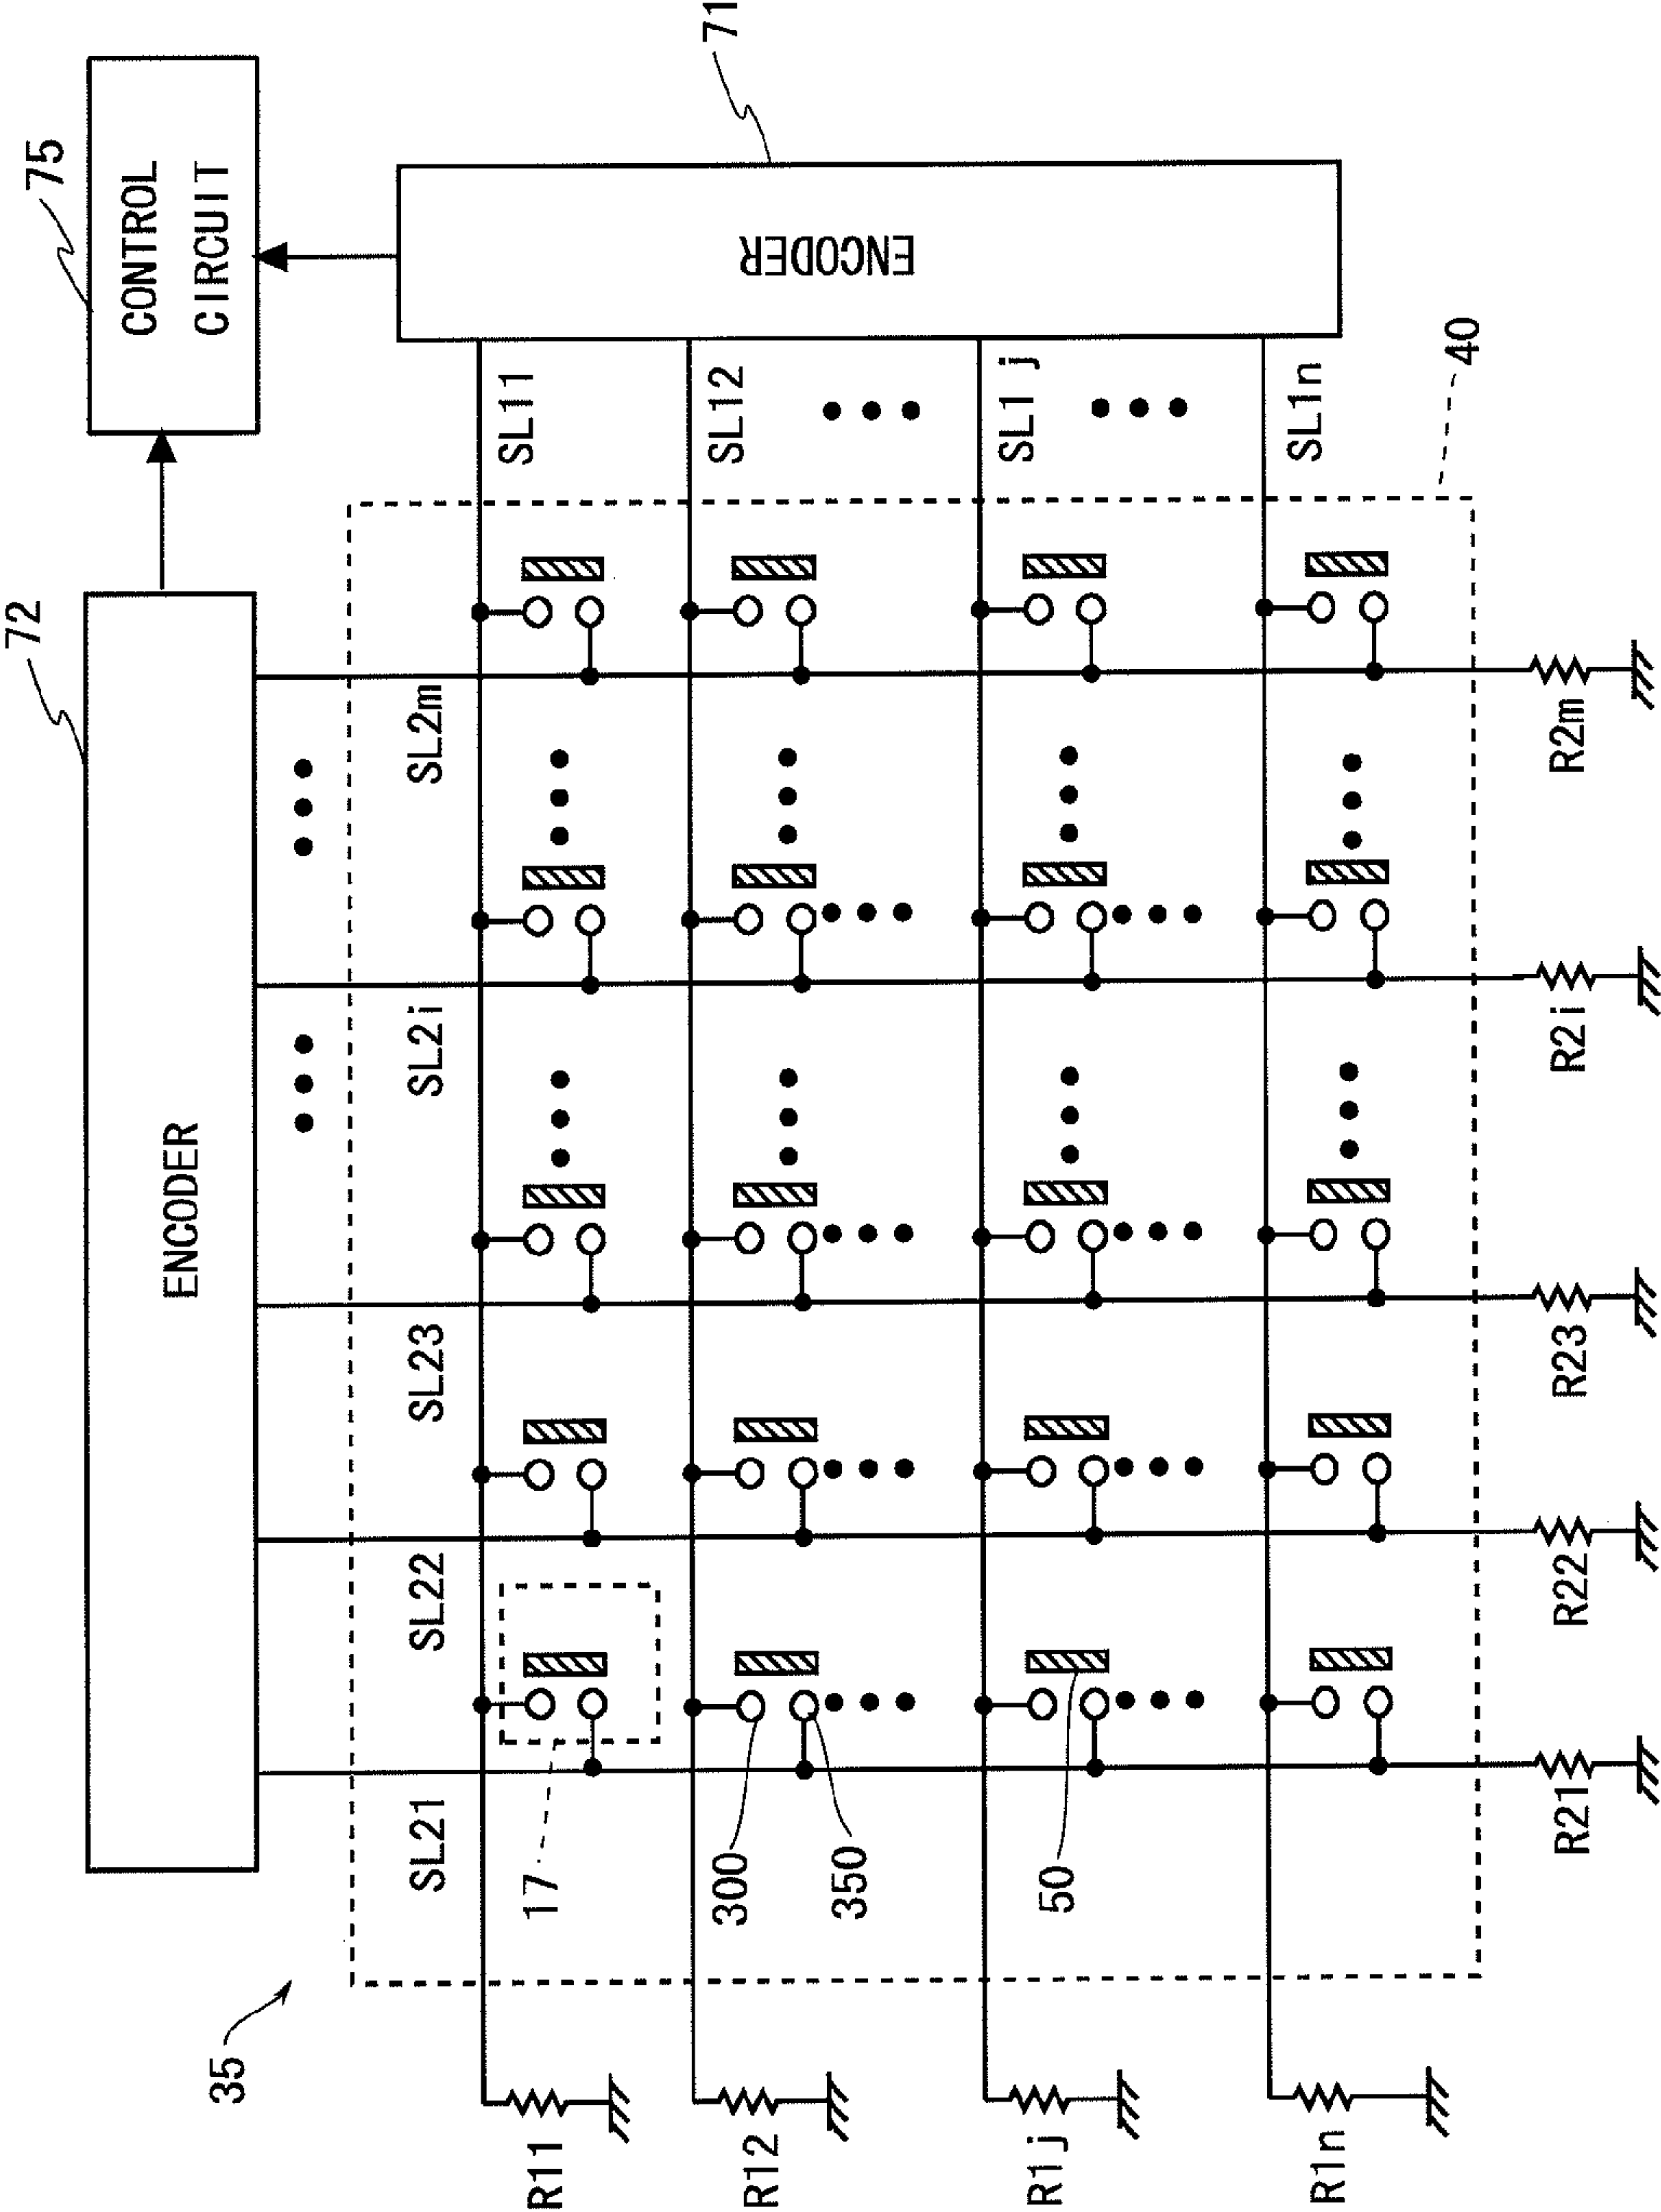 72
75
71
CONTROL
CIRCUIT
ENCODER
ENCODER
SL21
SL22
SL23
SL2i
SL2m
SL11
SL12
SL1j
SL1n
40
35
17
300
350
50
R11
R12
R1j
R1n
R21
R22
R23
R2i
R2m